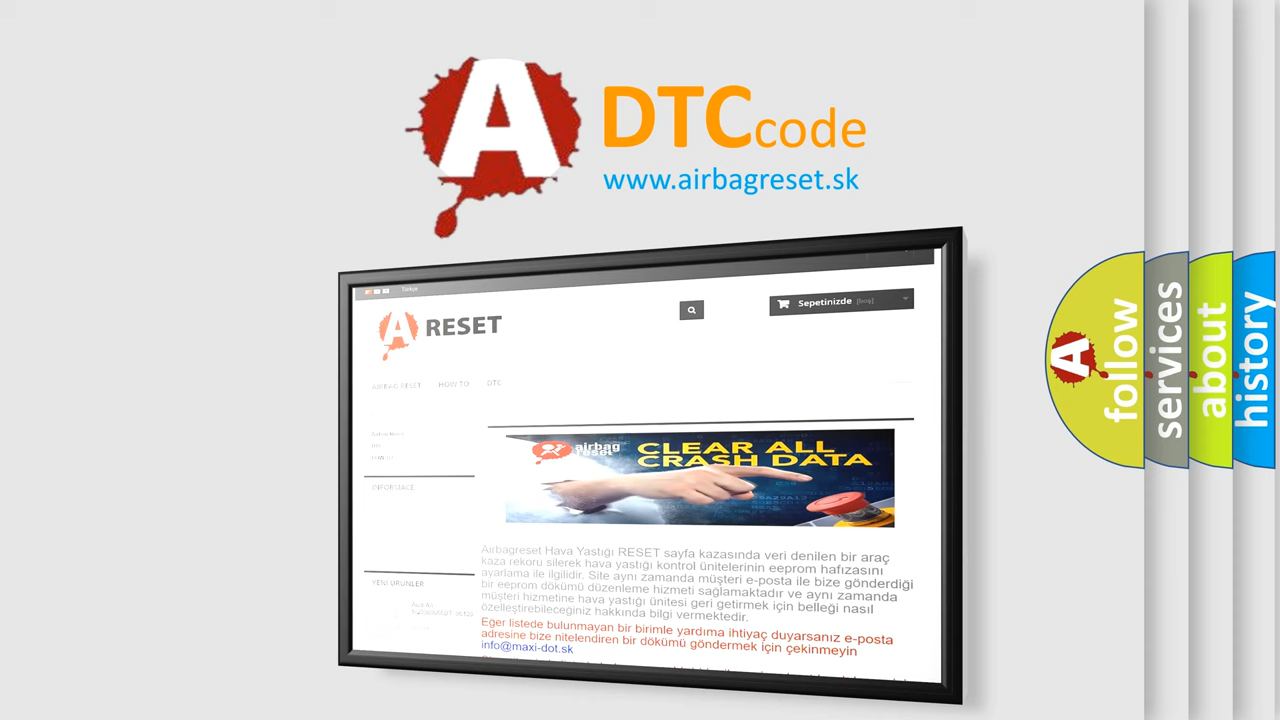 A
DTCcode
www.airbagreset.sk
Türkçe
A RESET
Sepetinizde [boş]
AIRBAG RESET HOW TO DTC
INFORMACE
airbag
reset
CLEAR ALL
CRASH DATA
Airbagreset Hava Yastığı RESET sayfa kazasında veri denilen bir araç
kaza rekoru silerek hava yastığı kontrol ünitelerinin eeprom hafızasını
ayarlama ile ilgilidir. Site aynı zamanda müşteri e-posta ile bize gönderdiği
bir eeprom dökümü düzenleme hizmeti sağlamaktadır ve aynı zamanda
müşteri hizmetine hava yastığı ünitesi geri getirmek için belleği nasıl
özelleştirebileceğiniz hakkında bilgi vermektedir.
Eger listede bulunmayan bir birimle yardıma ihtiyaç duyarsanız e-posta
adresine bize nitelendiren bir dökümü göndermek için çekinmeyin
info@maxi-dot.sk
YENİ ÜRÜNLER
A
follow
services
about
history